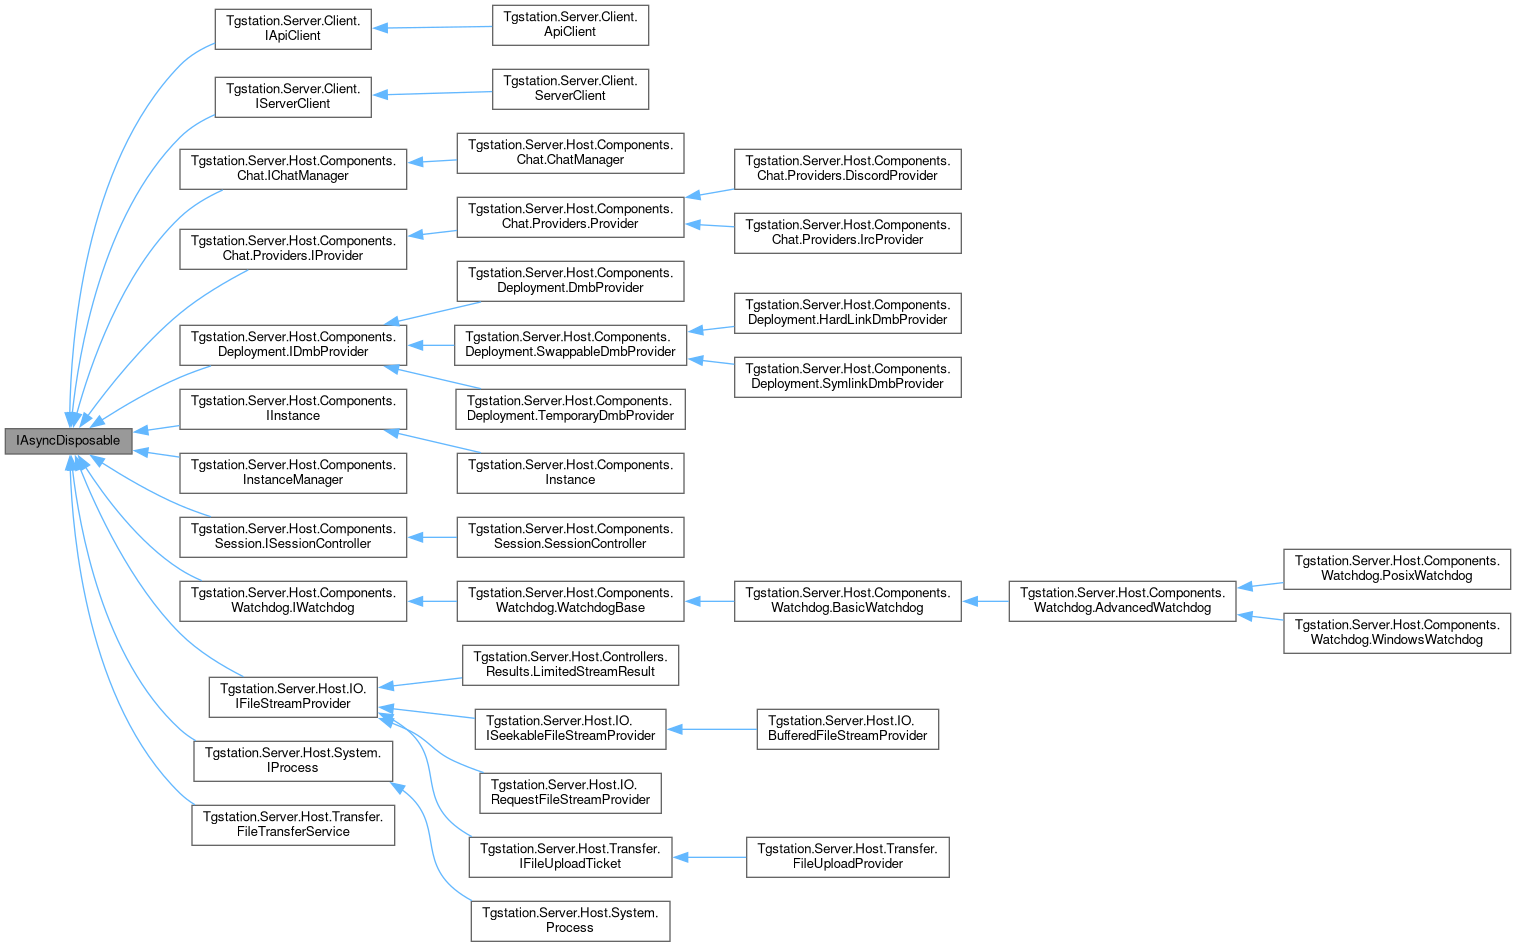 IAsyncDisposable
Tgstation.Server.Client.
IApiClient
Tgstation.Server.Client.
ApiClient
Tgstation.Server.Client.
IServerClient
Tgstation.Server.Client.
ServerClient
Tgstation.Server.Host.Components.
Chat.IChatManager
Tgstation.Server.Host.Components.
Chat.ChatManager
Tgstation.Server.Host.Components.
Chat.Providers.IProvider
Tgstation.Server.Host.Components.
Chat.Providers.Provider
Tgstation.Server.Host.Components.
Chat.Providers.DiscordProvider
Tgstation.Server.Host.Components.
Chat.Providers.IrcProvider
Tgstation.Server.Host.Components.
Deployment.IDmbProvider
Tgstation.Server.Host.Components.
Deployment.DmbProvider
Tgstation.Server.Host.Components.
Deployment.SwappableDmbProvider
Tgstation.Server.Host.Components.
Deployment.HardLinkDmbProvider
Tgstation.Server.Host.Components.
Deployment.SymlinkDmbProvider
Tgstation.Server.Host.Components.
Deployment.TemporaryDmbProvider
Tgstation.Server.Host.Components.
IInstance
Tgstation.Server.Host.Components.
Instance
Tgstation.Server.Host.Components.
InstanceManager
Tgstation.Server.Host.Components.
Session.ISessionController
Tgstation.Server.Host.Components.
Session.SessionController
Tgstation.Server.Host.Components.
Watchdog.IWatchdog
Tgstation.Server.Host.Components.
Watchdog.WatchdogBase
Tgstation.Server.Host.Components.
Watchdog.BasicWatchdog
Tgstation.Server.Host.Components.
Watchdog.AdvancedWatchdog
Tgstation.Server.Host.Components.
Watchdog.PosixWatchdog
Tgstation.Server.Host.Components.
Watchdog.WindowsWatchdog
Tgstation.Server.Host.IO.
IFileStreamProvider
Tgstation.Server.Host.Controllers.
Results.LimitedStreamResult
Tgstation.Server.Host.IO.
ISeekableFileStreamProvider
Tgstation.Server.Host.IO.
BufferedFileStreamProvider
Tgstation.Server.Host.IO.
RequestFileStreamProvider
Tgstation.Server.Host.Transfer.
IFileUploadTicket
Tgstation.Server.Host.Transfer.
FileUploadProvider
Tgstation.Server.Host.System.
IProcess
Tgstation.Server.Host.System.
Process
Tgstation.Server.Host.Transfer.
FileTransferService